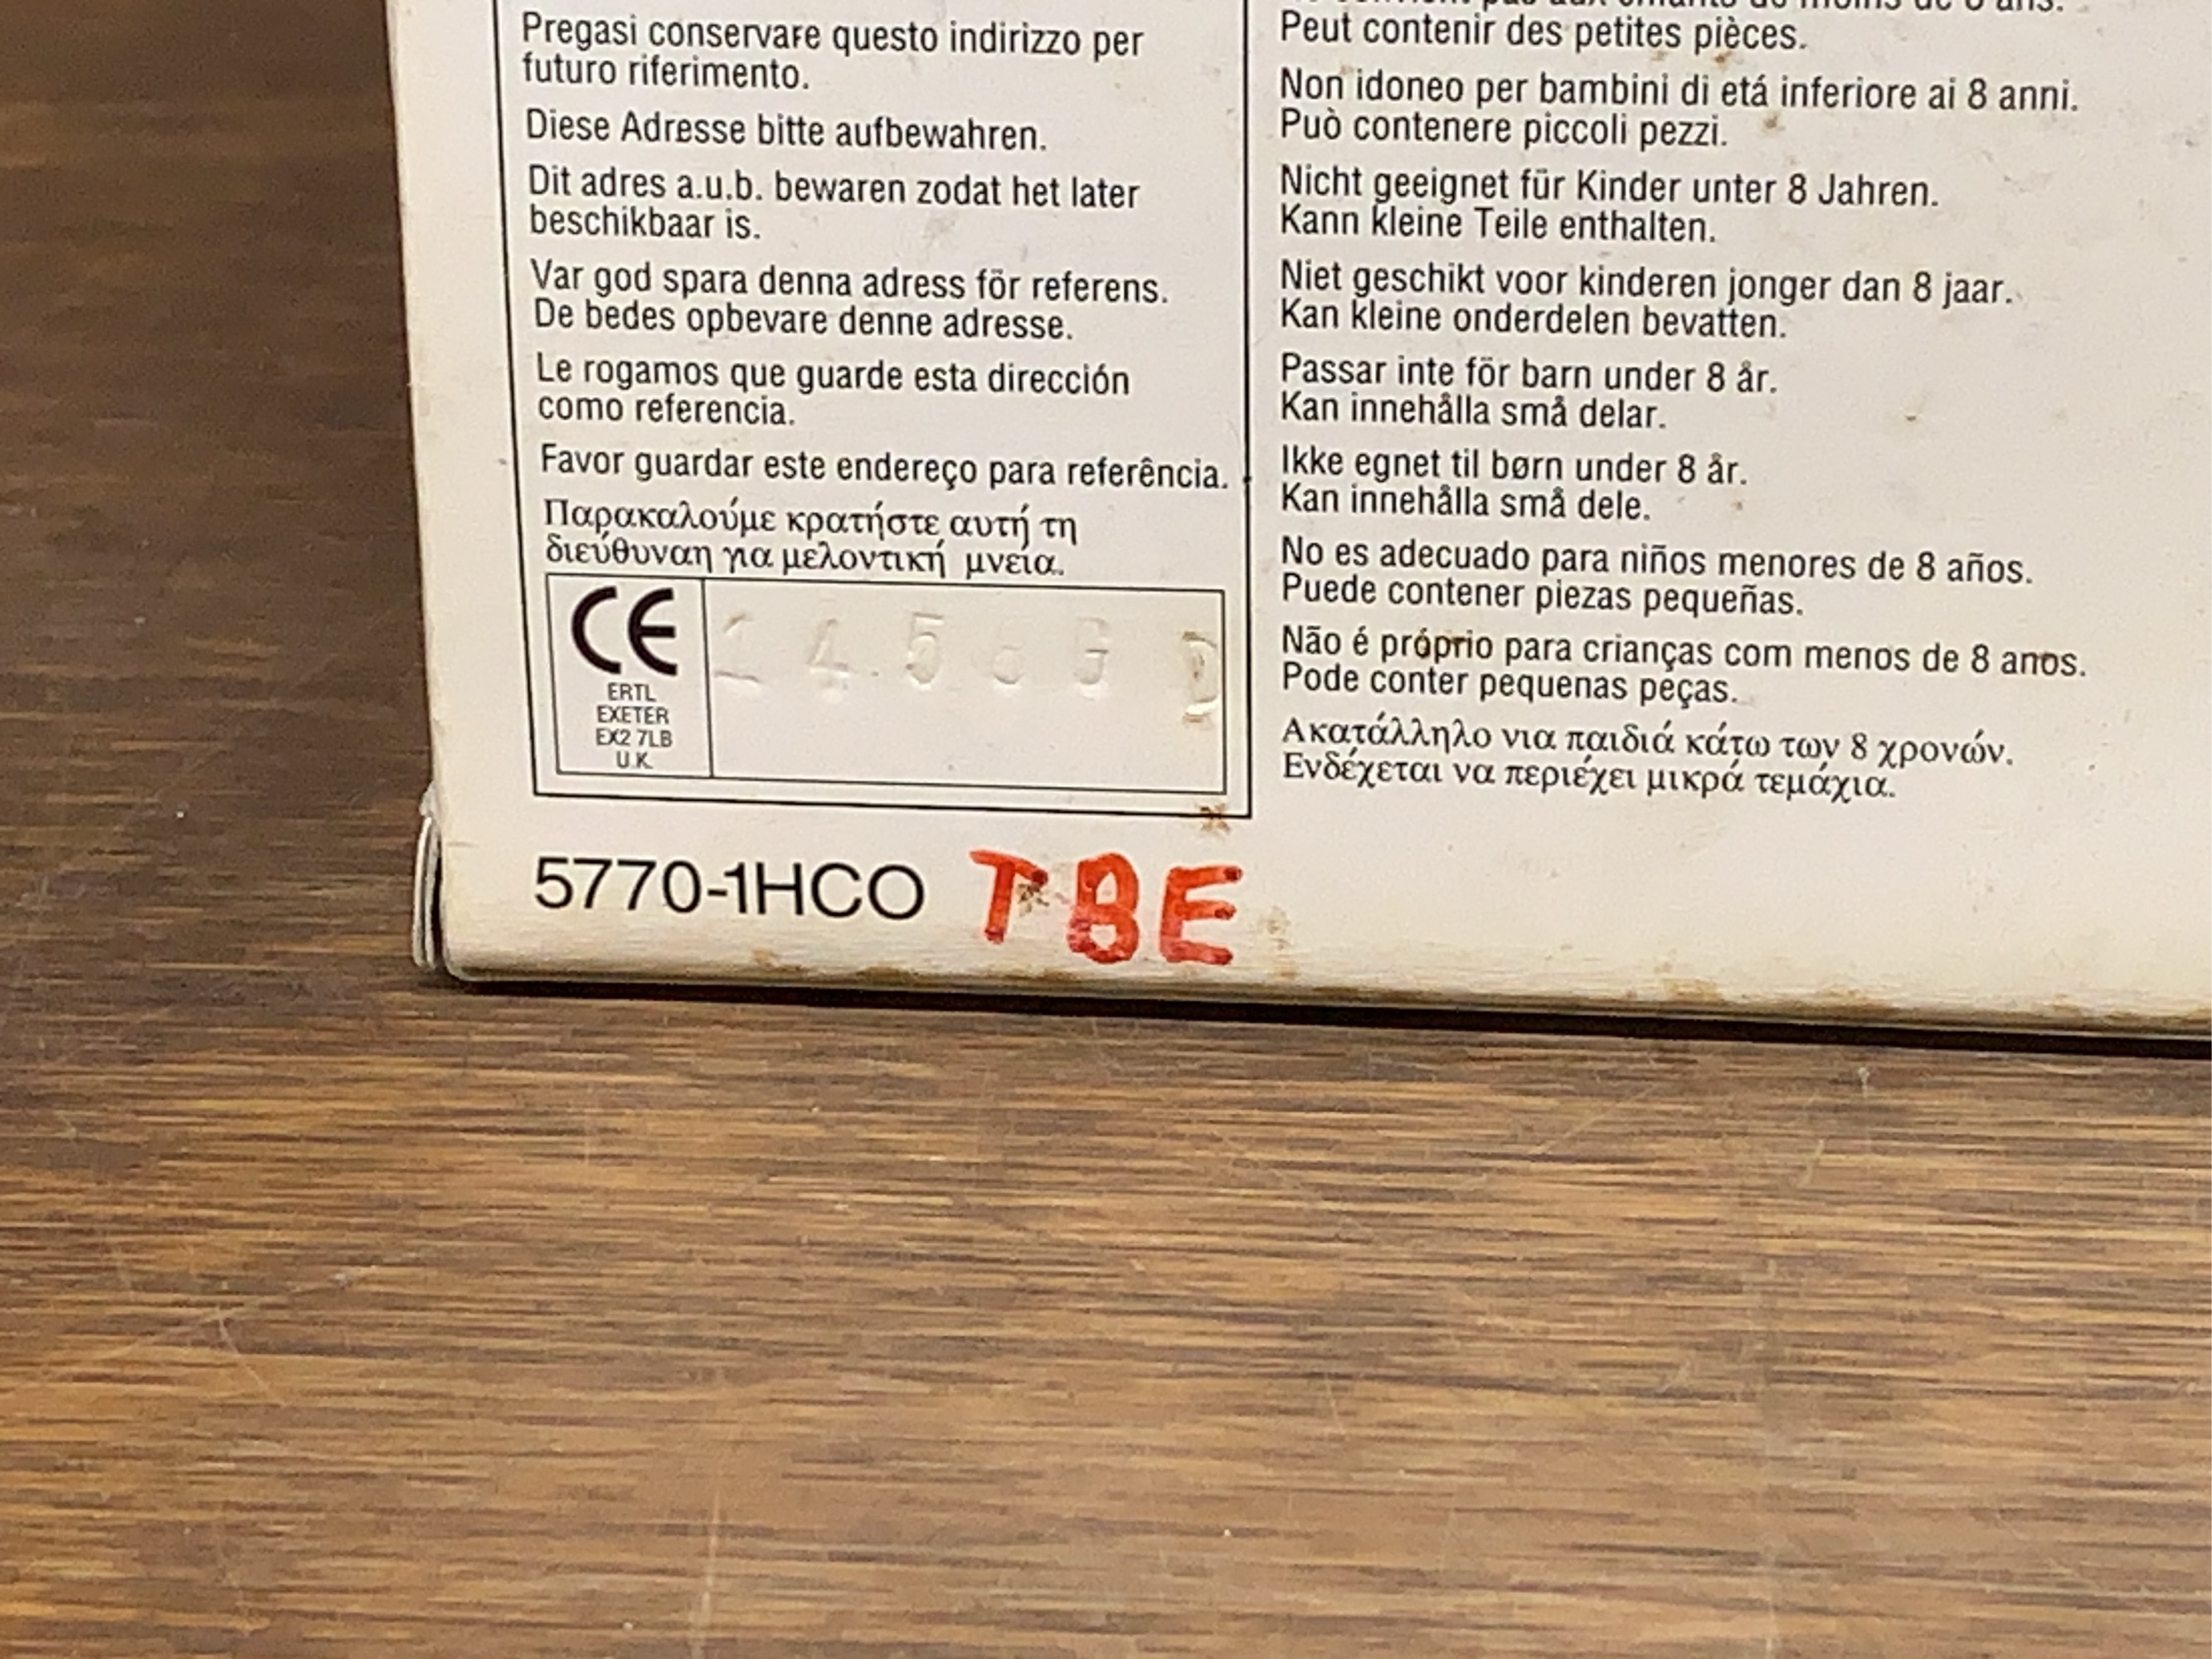 Pregasi conservare questo indirizzo per
futuro riferimento.
Diese Adresse bitte aufbewahren.
Dit adres a.u.b. bewaren zodat het later
beschikbaar is.
Var god spara denna adress för referens.
De bedes opbevare denne adresse.
Le rogamos que guarde esta dirección
como referencia.
Favor guardar este endereço para referência.
Παρακαλούμε κρατήστε αυτή τη
διεύθυναη για μελοντική μνεία.
CE
ERTL
EXETER
EX2 7LB
U.K.
5770-1HCO TBE
Peut contenir des petites pièces.
Non idoneo per bambini di etá inferiore ai 8 anni.
Può contenere piccoli pezzi.
Nicht geeignet für Kinder unter 8 Jahren.
Kann kleine Teile enthalten.
Niet geschikt voor kinderen jonger dan 8 jaar.
Kan kleine onderdelen bevatten.
Passar inte för barn under 8 år.
Kan innehålla små delar.
Ikke egnet til børn under 8 år.
Kan innehålla små dele.
No es adecuado para niños menores de 8 años.
Puede contener piezas pequeñas.
Não é próprio para crianças com menos de 8 anos.
Pode conter pequenas peças.
Ακατάλληλο νια παιδιά κάτω των 8 χρονών.
Ενδέχεται να περιέχει μικρά τεμάχια.